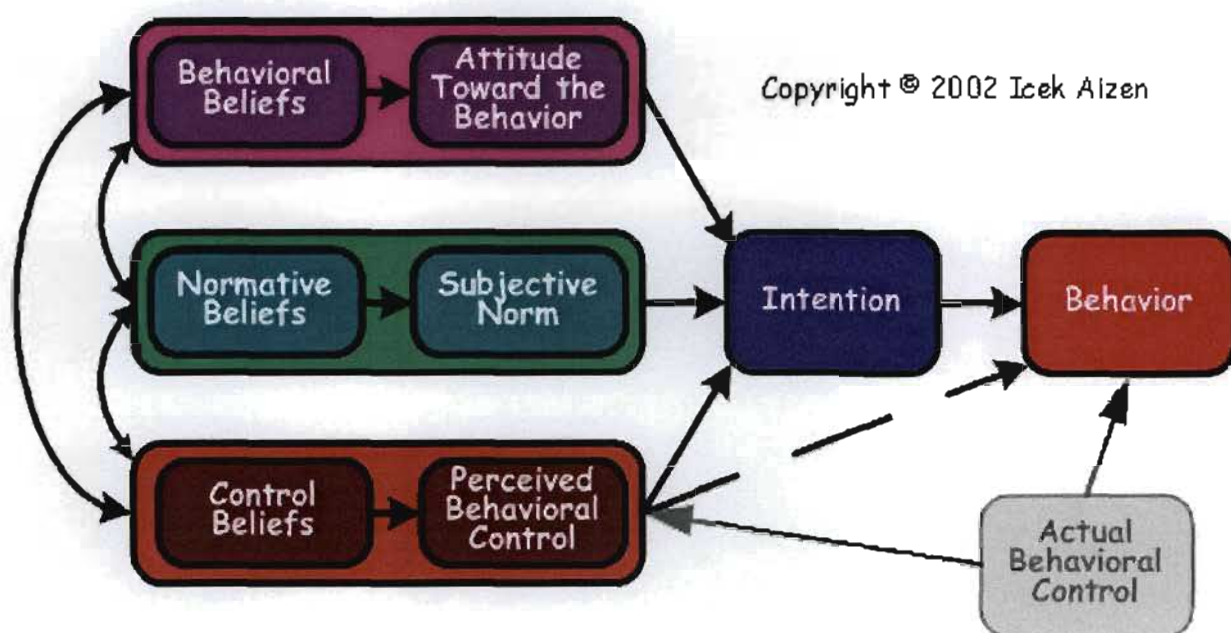 Behavioral
Beliefs
Attitude
Toward the
Behavior
Copyright © 2002 Icek Aizen
Normative
Beliefs
Subjective
Norm
Intention
Behavior
Control
Beliefs
Perceived
Behavioral
Control
Actual
Behavioral
Control